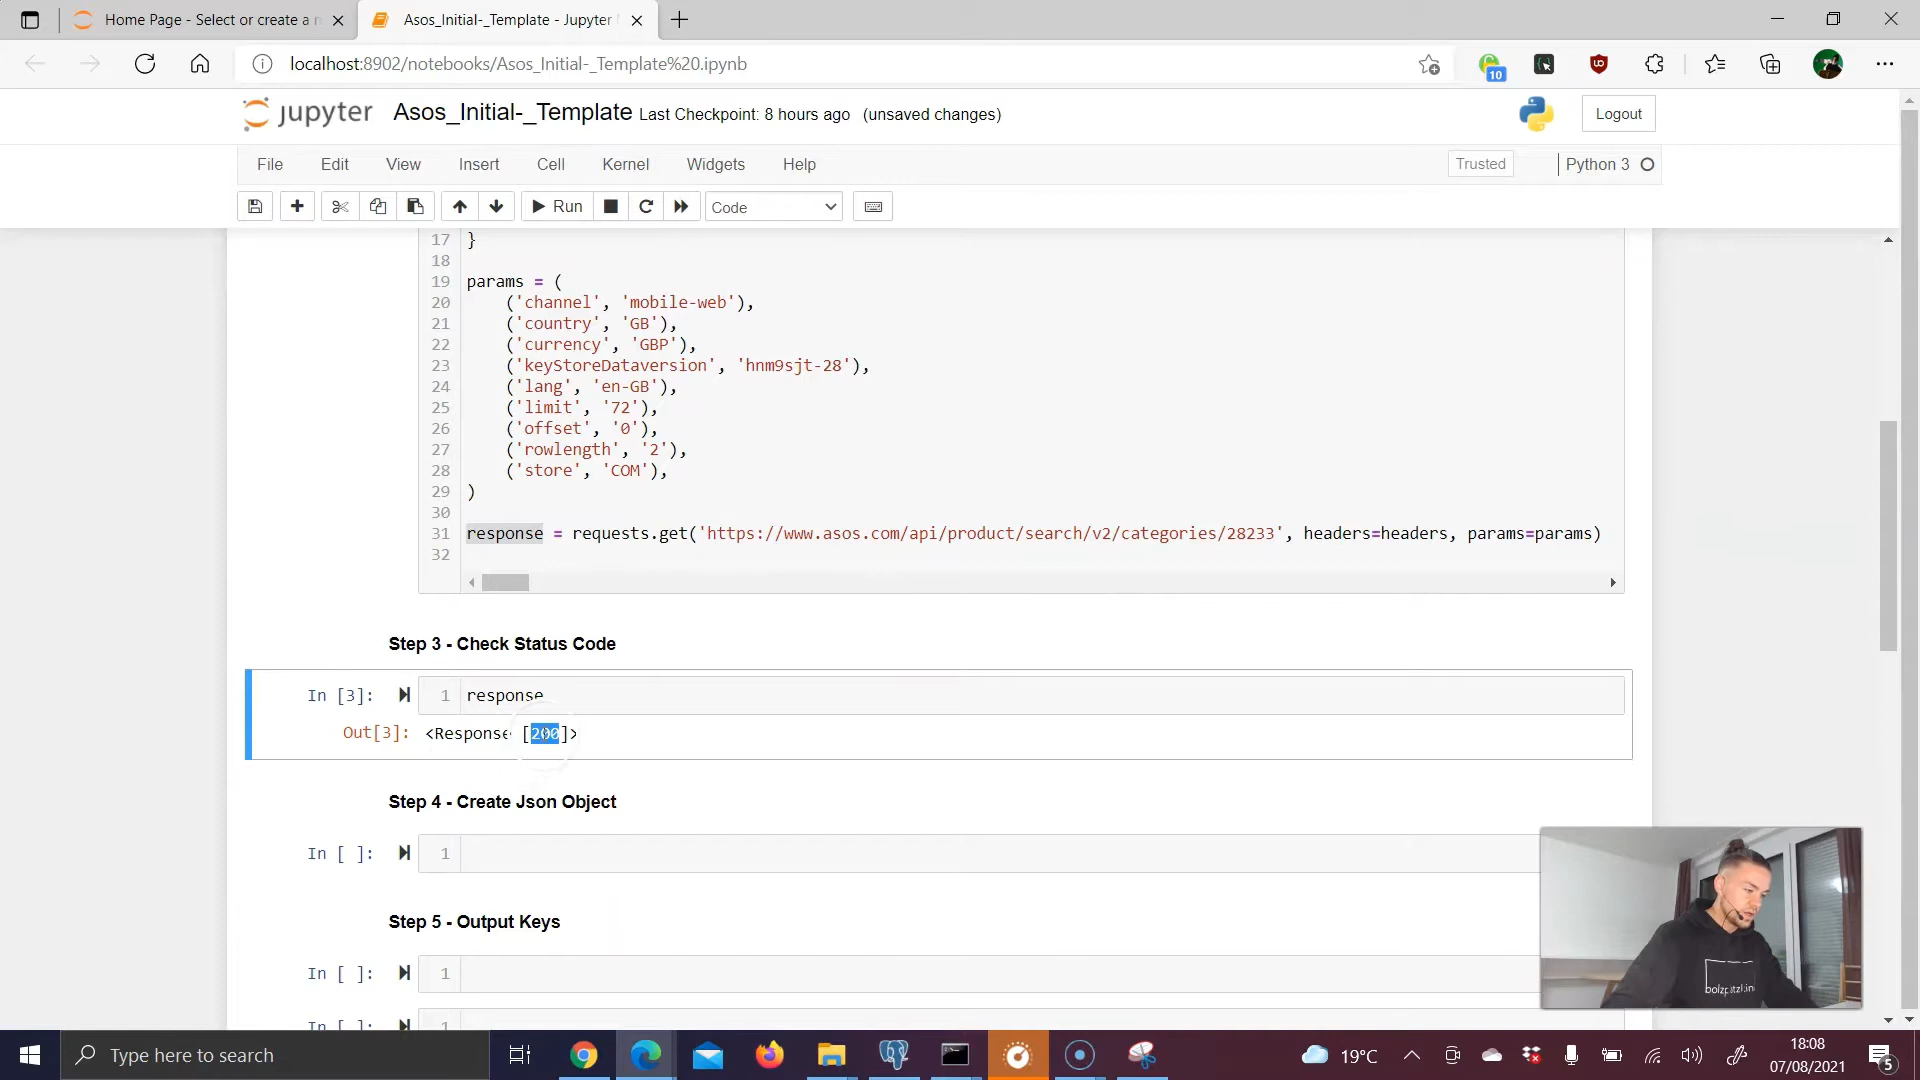 Home Page - Select or create a n
Asos_Initial-_Template - Jupyter
localhost:8902/notebooks/Asos_Initial-_Template%20.ipynb
10
jupyter Asos_Initial-_Template Last Checkpoint: 8 hours ago (unsaved changes)
Logout
File Edit View Insert Cell Kernel Widgets Help
Trusted
Python 3
Run
Code
17 }
18
19 params = (
20 ('channel', 'mobile-web'),
21 ('country', 'GB'),
22 ('currency', 'GBP'),
23 ('keyStoreDataversion', 'hnm9sjt-28'),
24 ('lang', 'en-GB'),
25 ('limit', '72'),
26 ('offset', '0'),
27 ('rowlength', '2'),
28 ('store', 'COM'),
29 )
30
31 response = requests.get('https://www.asos.com/api/product/search/v2/categories/28233', headers=headers, params=params)
32
Step 3 - Check Status Code
In [3]: 1 response
Out[3]: <Response [200]>
Step 4 - Create Json Object
In [ ]: 1
Step 5 - Output Keys
In [ ]: 1
In [ ]: 1
Type here to search
19°C
18:08
07/08/2021
5